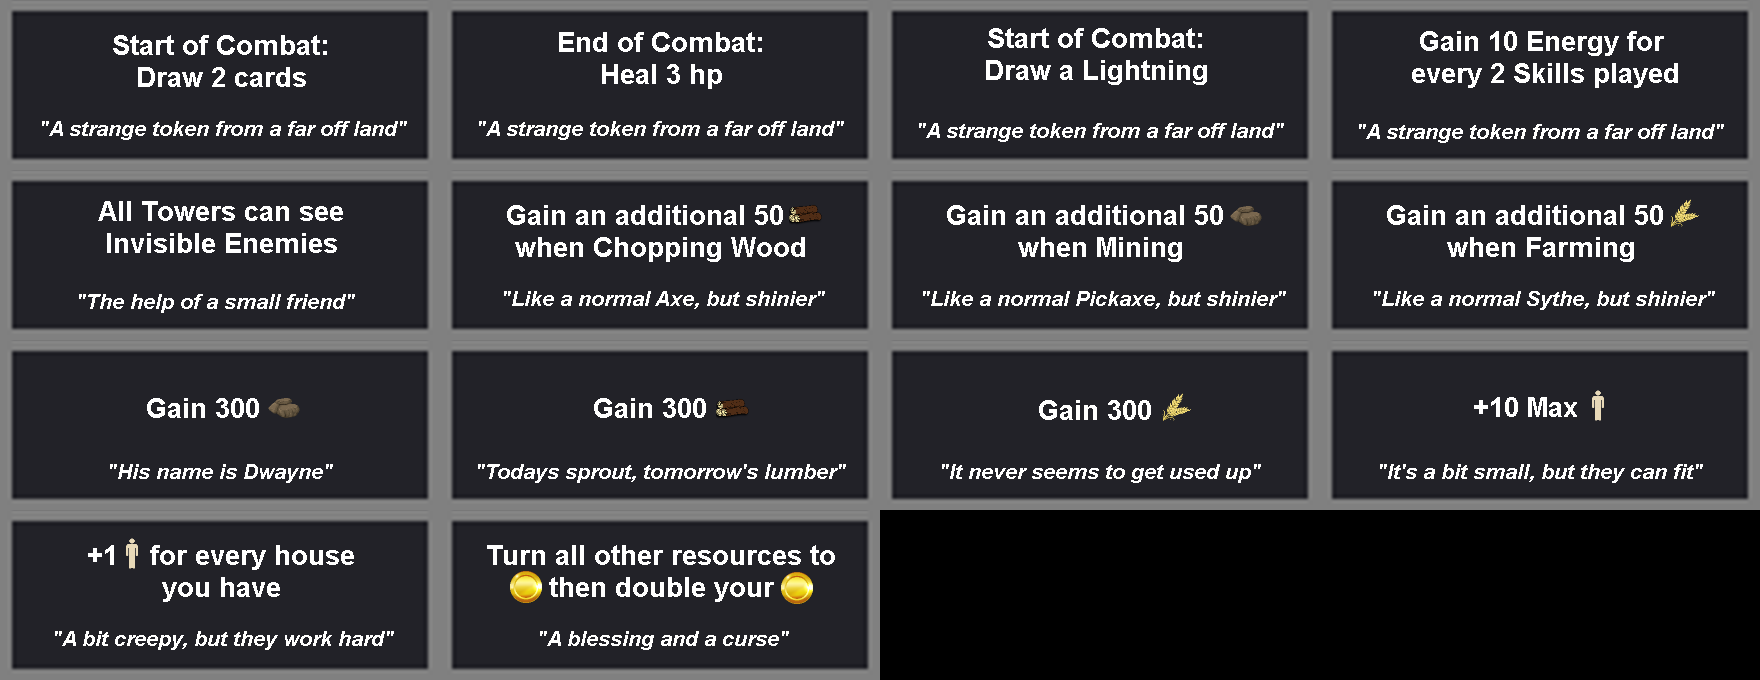 Start of Combat:
Draw 2 cards
"A strange token from a far off land"
End of Combat:
Heal 3 hp
"A strange token from a far off land"
Start of Combat:
Draw a Lightning
"A strange token from a far off land"
Gain 10 Energy for
every 2 Skills played
"A strange token from a far off land"
All Towers can see
Invisible Enemies
"The help of a small friend"
Gain an additional 50
when Chopping Wood
"Like a normal Axe, but shinier"
Gain an additional 50
when Mining
"Like a normal Pickaxe, but shinier"
Gain an additional 50
when Farming
"Like a normal Sythe, but shinier"
Gain 300
"His name is Dwayne"
Gain 300
"Todays sprout, tomorrow's lumber"
Gain 300
"It never seems to get used up"
+10 Max
"It's a bit small, but they can fit"
+1 for every house
you have
"A bit creepy, but they work hard"
Turn all other resources to
then double your
"A blessing and a curse"